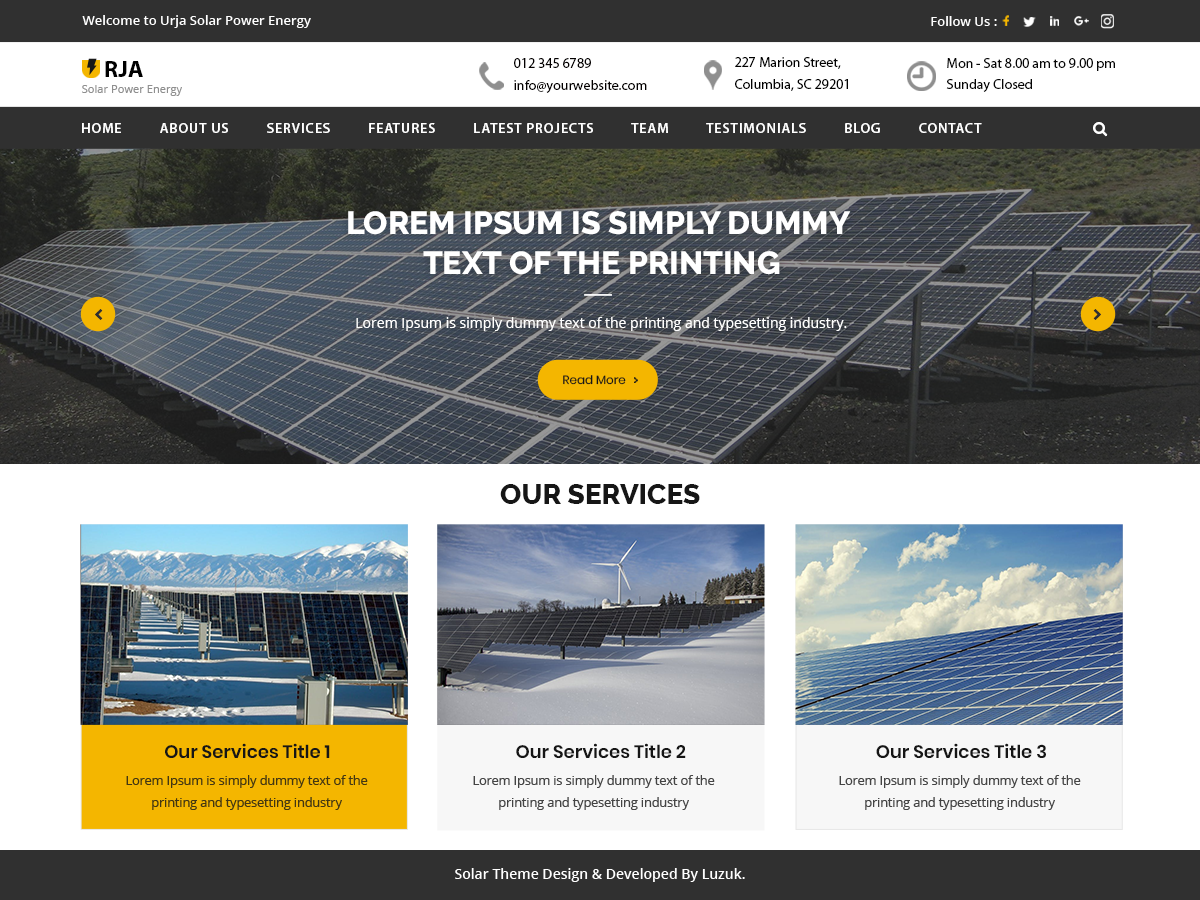 Welcome to Urja Solar Power Energy
Follow Us :
RJA
Solar Power Energy
012 345 6789
info@yourwebsite.com
227 Marion Street,
Columbia, SC 29201
Mon - Sat 8.00 am to 9.00 pm
Sunday Closed
HOME ABOUT US SERVICES FEATURES LATEST PROJECTS TEAM TESTIMONIALS BLOG CONTACT
LOREM IPSUM IS SIMPLY DUMMY
TEXT OF THE PRINTING
Lorem Ipsum is simply dummy text of the printing and typesetting industry.
Read More
OUR SERVICES
Our Services Title 1
Lorem Ipsum is simply dummy text of the
printing and typesetting industry
Our Services Title 2
Lorem Ipsum is simply dummy text of the
printing and typesetting industry
Our Services Title 3
Lorem Ipsum is simply dummy text of the
printing and typesetting industry
Solar Theme Design & Developed By Luzuk.